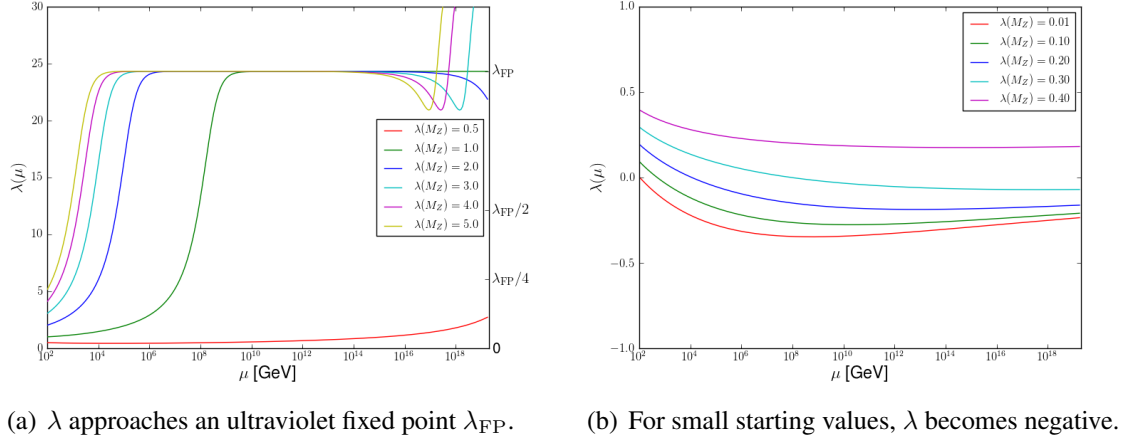 30
25
20
15
10
5
0
λ(μ)
λ(M_Z) = 0.5
λ(M_Z) = 1.0
λ(M_Z) = 2.0
λ(M_Z) = 3.0
λ(M_Z) = 4.0
λ(M_Z) = 5.0
λ_FP
λ_FP/2
λ_FP/4
0
10^2 10^4 10^6 10^8 10^10 10^12 10^14 10^16 10^18
μ [GeV]
(a) λ approaches an ultraviolet fixed point λ_FP.
1.0
0.5
0.0
−0.5
−1.0
λ(μ)
λ(M_Z) = 0.01
λ(M_Z) = 0.10
λ(M_Z) = 0.20
λ(M_Z) = 0.30
λ(M_Z) = 0.40
10^2 10^4 10^6 10^8 10^10 10^12 10^14 10^16 10^18
μ [GeV]
(b) For small starting values, λ becomes negative.